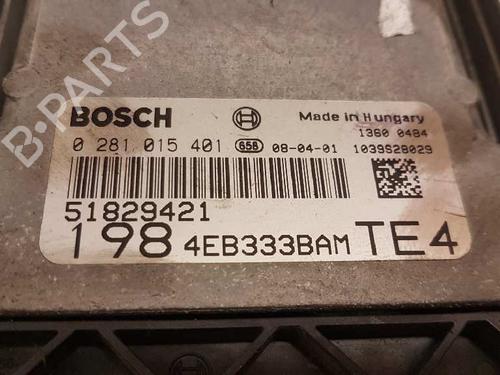 B-PARTS
BOSCH Made in Hungary
1360 0484
0 281 015 401 658 08-04-01 1039S28029
51829421
198 4EB333BAM TE4